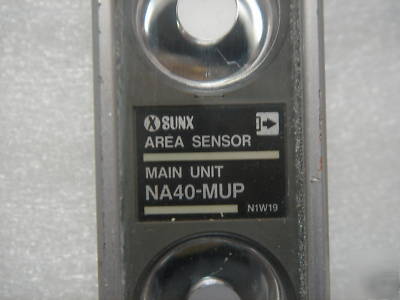 SUNX
AREA SENSOR
MAIN UNIT
NA40-MUP
N1W19